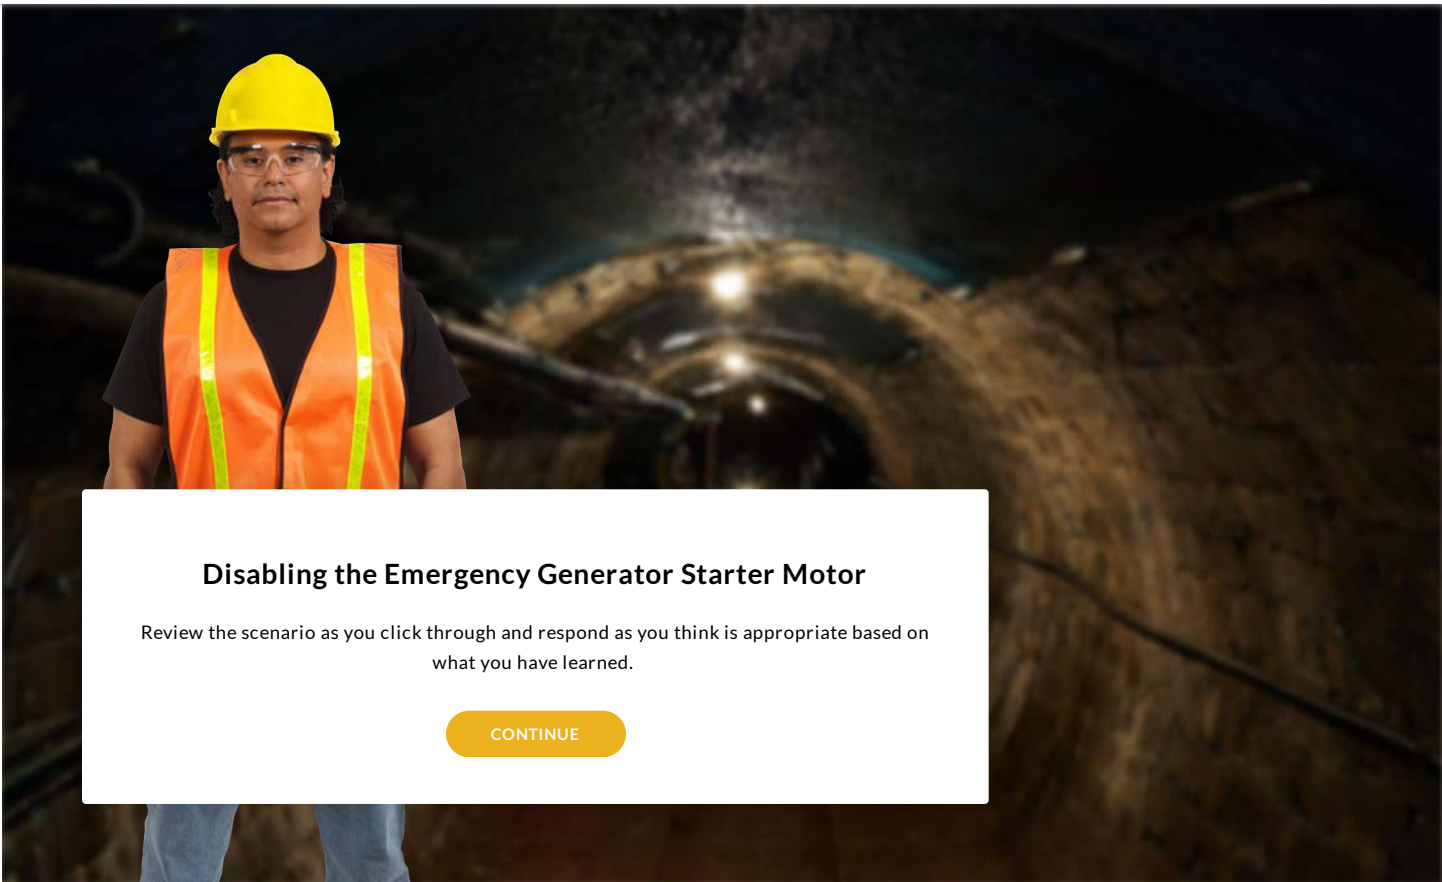 Disabling the Emergency Generator Starter Motor
Review the scenario as you click through and respond as you think is appropriate based on
what you have learned.
CONTINUE